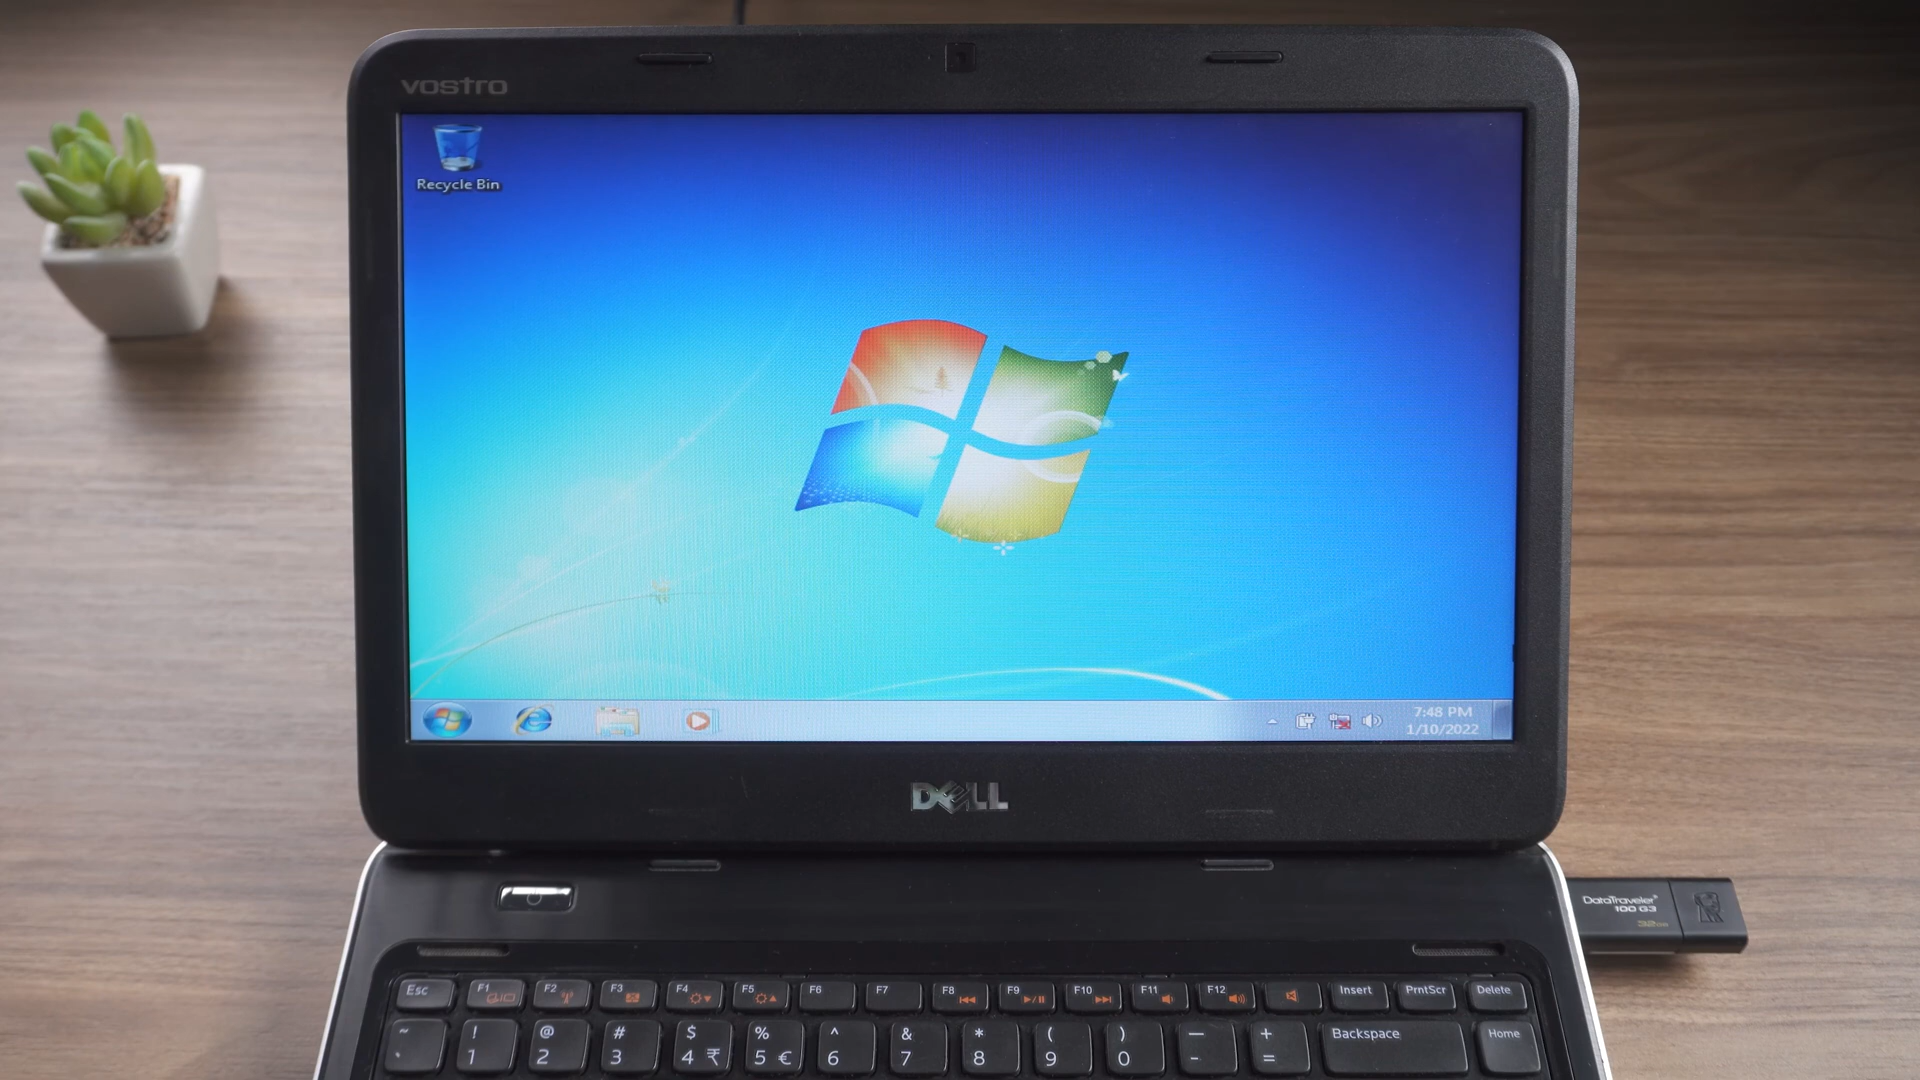 vostro
Recycle Bin
7:48 PM
1/10/2022
DELL
DataTraveler
100 G3
32GB
Esc F1 F2 F3 F4 F5 F6 F7 F8 F9 F10 F11 F12 Insert PrntScr Delete
~ ! @ # $ % ^ & * ( ) — + Backspace Home
` 1 2 3 4 ₹ 5 € 6 7 8 9 0 - =